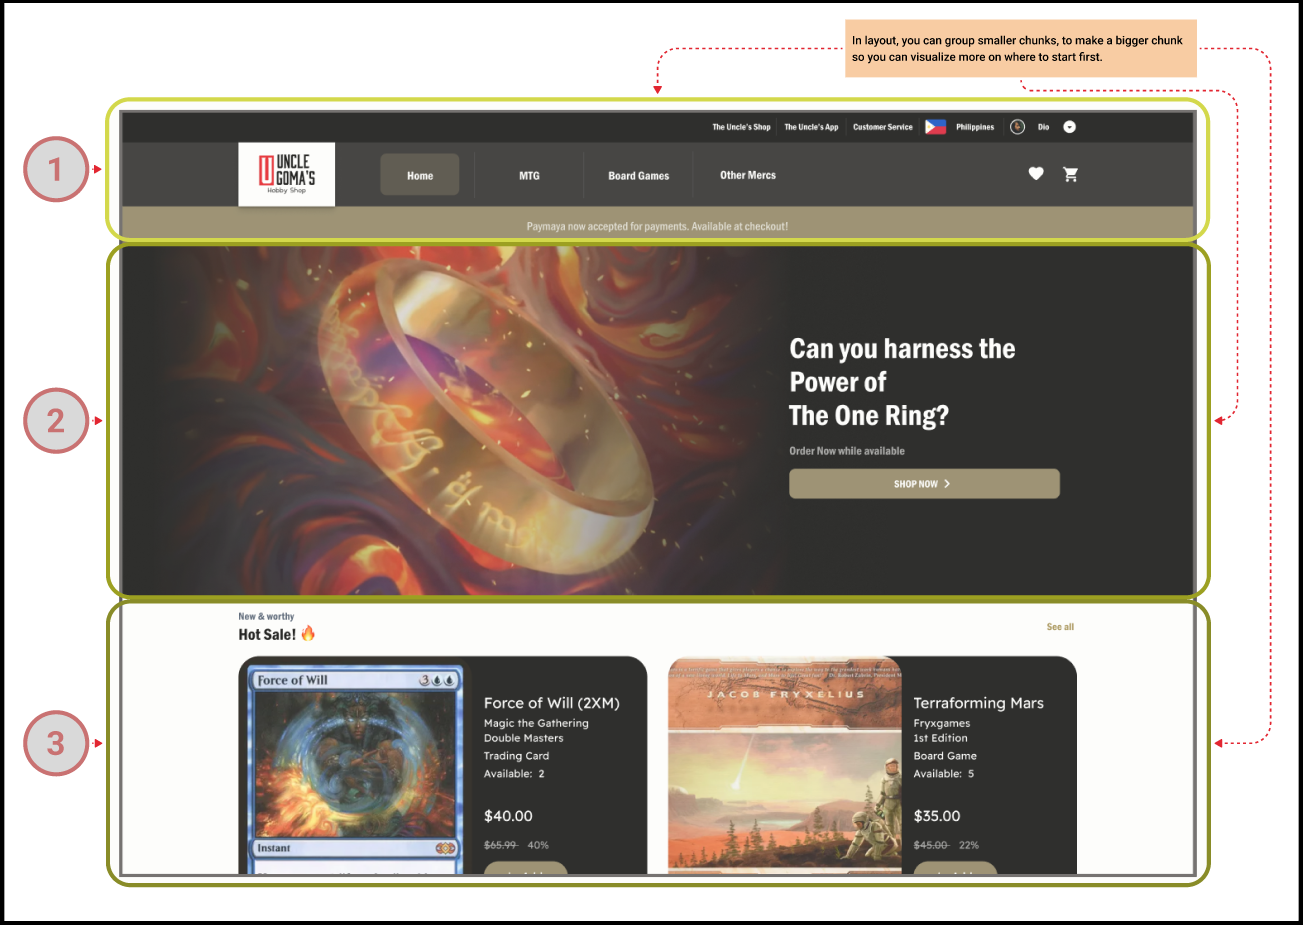 In layout, you can group smaller chunks, to make a bigger chunk
so you can visualize more on where to start first.
1
The Uncle's Shop
The Uncle's App
Customer Service
Philippines
Dio
UNCLE
GOMA'S
Hobby Shop
Home
MTG
Board Games
Other Mercs
Paymaya now accepted for payments. Available at checkout!
2
Can you harness the
Power of
The One Ring?
Order Now while available
SHOP NOW
3
New & worthy
Hot Sale!
See all
Force of Will
3
Instant
Force of Will (2XM)
Magic the Gathering
Double Masters
Trading Card
Available: 2
$40.00
$65.99 40%
JACOB FRYXELIUS
Terraforming Mars
Fryxgames
1st Edition
Board Game
Available: 5
$35.00
$45.00 22%